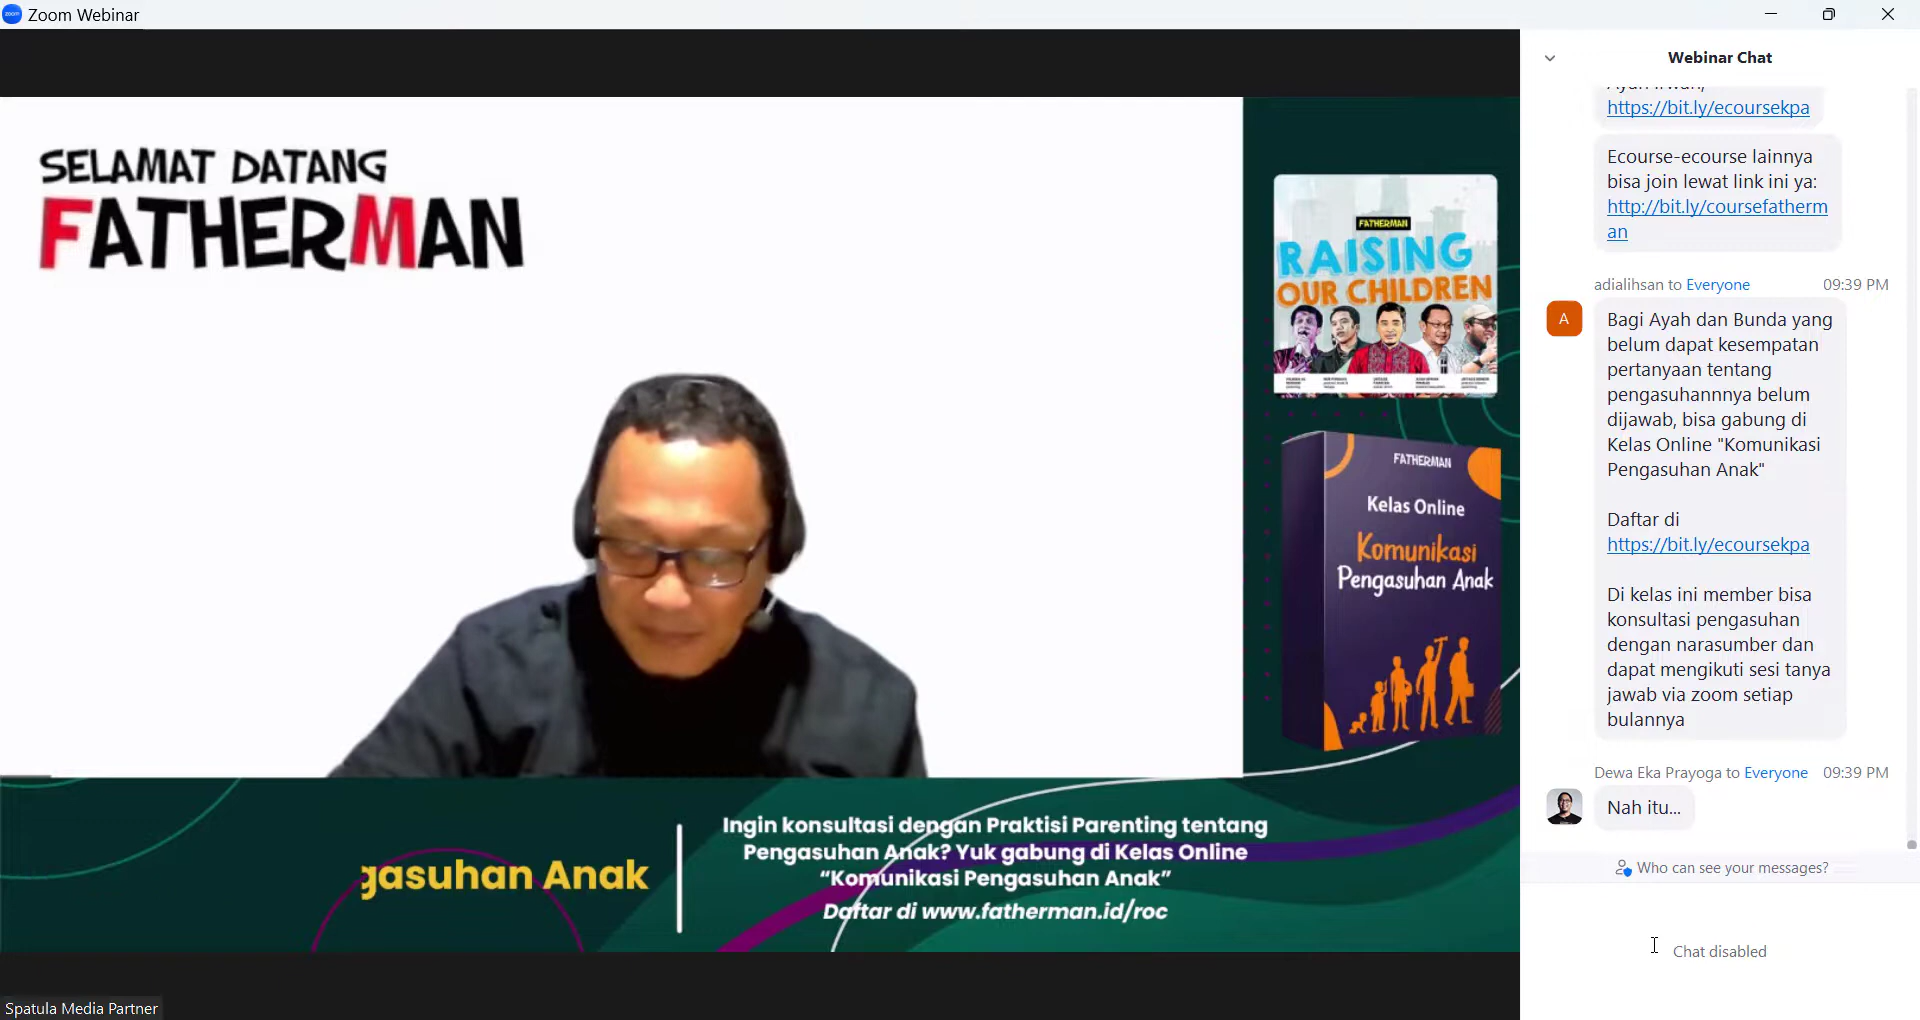 Zoom Webinar
SELAMAT DATANG
FATHERMAN
FATHERMAN
RAISING
OUR CHILDREN
FATHERMAN
Kelas Online
Komunikasi
Pengasuhan Anak
gasuhan Anak
Ingin konsultasi dengan Praktisi Parenting tentang
Pengasuhan Anak? Yuk gabung di Kelas Online
“Komunikasi Pengasuhan Anak”
Daftar di www.fatherman.id/roc
Spatula Media Partner
Webinar Chat
https://bit.ly/ecoursekpa
Ecourse-ecourse lainnya
bisa join lewat link ini ya:
http://bit.ly/coursefatherm
an
adialihsan to Everyone 09:39 PM
A
Bagi Ayah dan Bunda yang
belum dapat kesempatan
pertanyaan tentang
pengasuhannnya belum
dijawab, bisa gabung di
Kelas Online "Komunikasi
Pengasuhan Anak"
Daftar di
https://bit.ly/ecoursekpa
Di kelas ini member bisa
konsultasi pengasuhan
dengan narasumber dan
dapat mengikuti sesi tanya
jawab via zoom setiap
bulannya
Dewa Eka Prayoga to Everyone 09:39 PM
Nah itu...
Who can see your messages?
Chat disabled